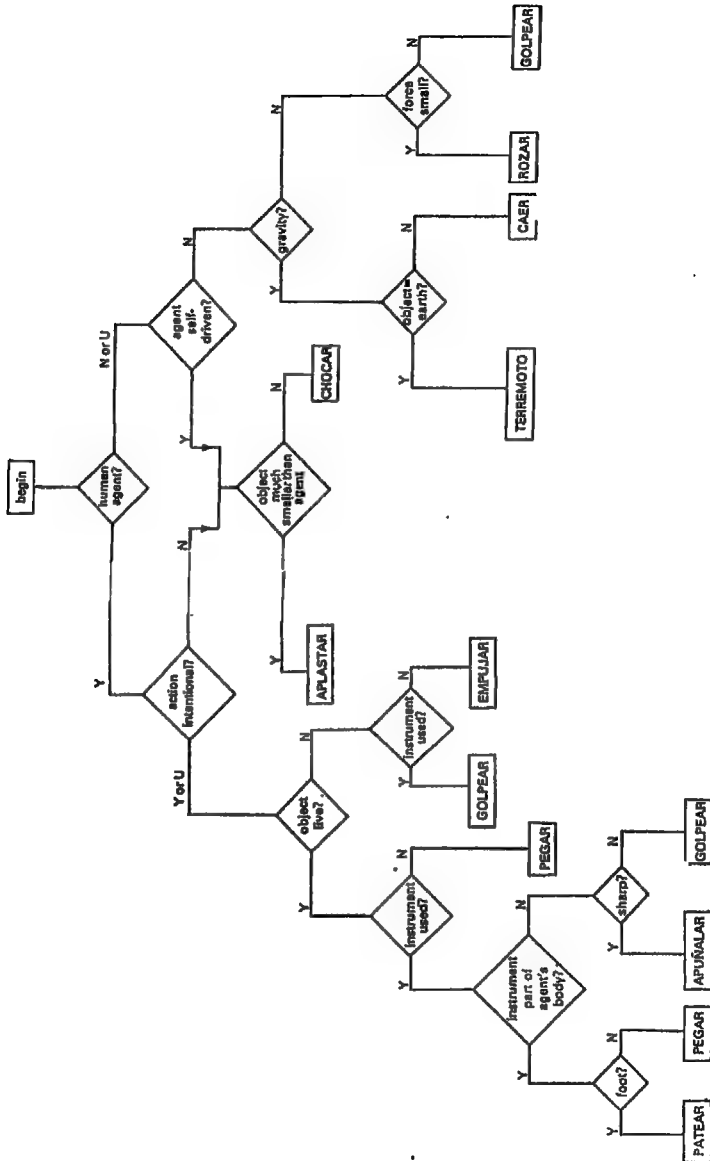 begin
human
agent?
Y
N or U
action
intentional?
agent
self-
driven?
Y or U
N
Y
N
object
live?
object
much
smaller than
agent
gravity?
Y
N
Y
N
Y
N
instrument
used?
instrument
used?
APLASTAR
CHOCAR
object=
earth?
force
small?
Y
N
Y
N
Y
N
Y
N
instrument
part of
agent's
body?
PEGAR
GOLPEAR
EMPUJAR
TERREMOTO
CAER
ROZAR
GOLPEAR
Y
N
foot?
sharp?
Y
N
Y
N
PATEAR
PEGAR
APUÑALAR
GOLPEAR